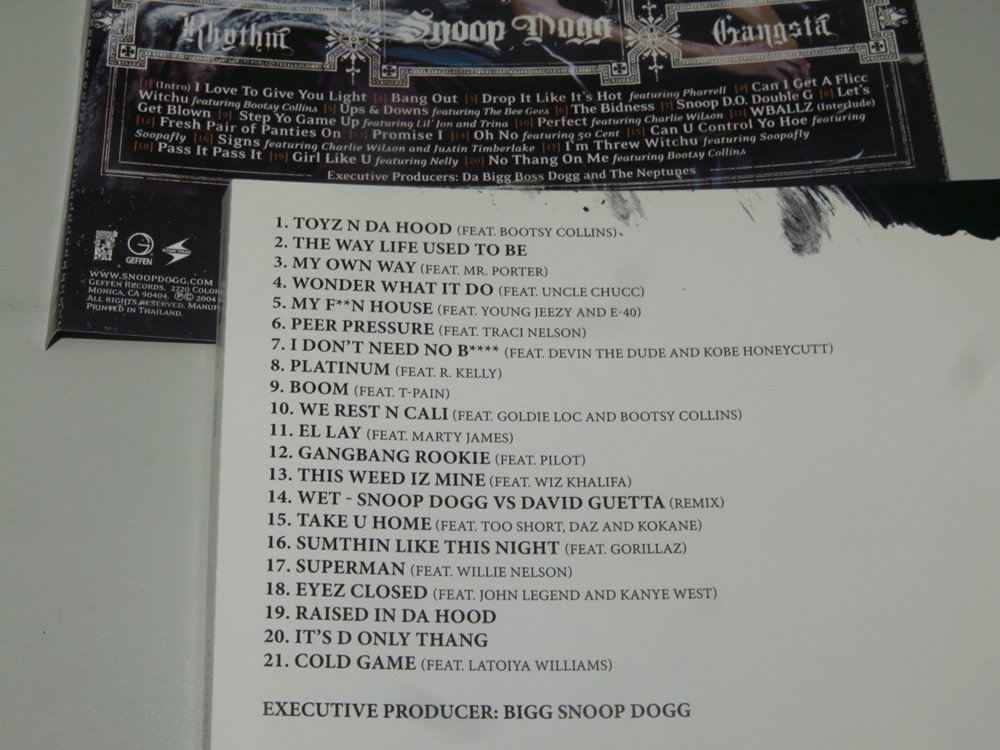 Rhythm Snoop Dogg Gangsta
[1] (Intro) I Love To Give You Light [2] Bang Out [3] Drop It Like It's Hot featuring Pharrell [4] Can I Get A Flicc
Witchu featuring Bootsy Collins [5] Ups & Downs featuring The Bee Gees [6] The Bidness [7] Snoop D.O. Double G [8] Let's
Get Blown [9] Step Yo Game Up featuring Lil' Jon and Trina [10] Perfect featuring Charlie Wilson [11] WBALLZ (Interlude)
[12] Fresh Pair of Panties On [13] Promise I [14] Oh No featuring 50 Cent [15] Can U Control Yo Hoe featuring
Soopafly [16] Signs featuring Charlie Wilson and Justin Timberlake [17] I'm Threw Witchu featuring Soopafly
[18] Pass It Pass It [19] Girl Like U featuring Nelly [20] No Thang On Me featuring Bootsy Collins
Executive Producers: Da Bigg Boss Dogg and The Neptunes
GEFFEN STAR TRAK
WWW.SNOOPDOGG.COM
Geffen Records. 2220 Color
Monica, CA 90404. ℗© 2004
All rights reserved. Manuf
Printed in Thailand.
1. TOYZ N DA HOOD (FEAT. BOOTSY COLLINS)
2. THE WAY LIFE USED TO BE
3. MY OWN WAY (FEAT. MR. PORTER)
4. WONDER WHAT IT DO (FEAT. UNCLE CHUCC)
5. MY F**N HOUSE (FEAT. YOUNG JEEZY AND E-40)
6. PEER PRESSURE (FEAT. TRACI NELSON)
7. I DON'T NEED NO B**** (FEAT. DEVIN THE DUDE AND KOBE HONEYCUTT)
8. PLATINUM (FEAT. R. KELLY)
9. BOOM (FEAT. T-PAIN)
10. WE REST N CALI (FEAT. GOLDIE LOC AND BOOTSY COLLINS)
11. EL LAY (FEAT. MARTY JAMES)
12. GANGBANG ROOKIE (FEAT. PILOT)
13. THIS WEED IZ MINE (FEAT. WIZ KHALIFA)
14. WET - SNOOP DOGG VS DAVID GUETTA (REMIX)
15. TAKE U HOME (FEAT. TOO SHORT, DAZ AND KOKANE)
16. SUMTHIN LIKE THIS NIGHT (FEAT. GORILLAZ)
17. SUPERMAN (FEAT. WILLIE NELSON)
18. EYEZ CLOSED (FEAT. JOHN LEGEND AND KANYE WEST)
19. RAISED IN DA HOOD
20. IT'S D ONLY THANG
21. COLD GAME (FEAT. LATOIYA WILLIAMS)
EXECUTIVE PRODUCER: BIGG SNOOP DOGG